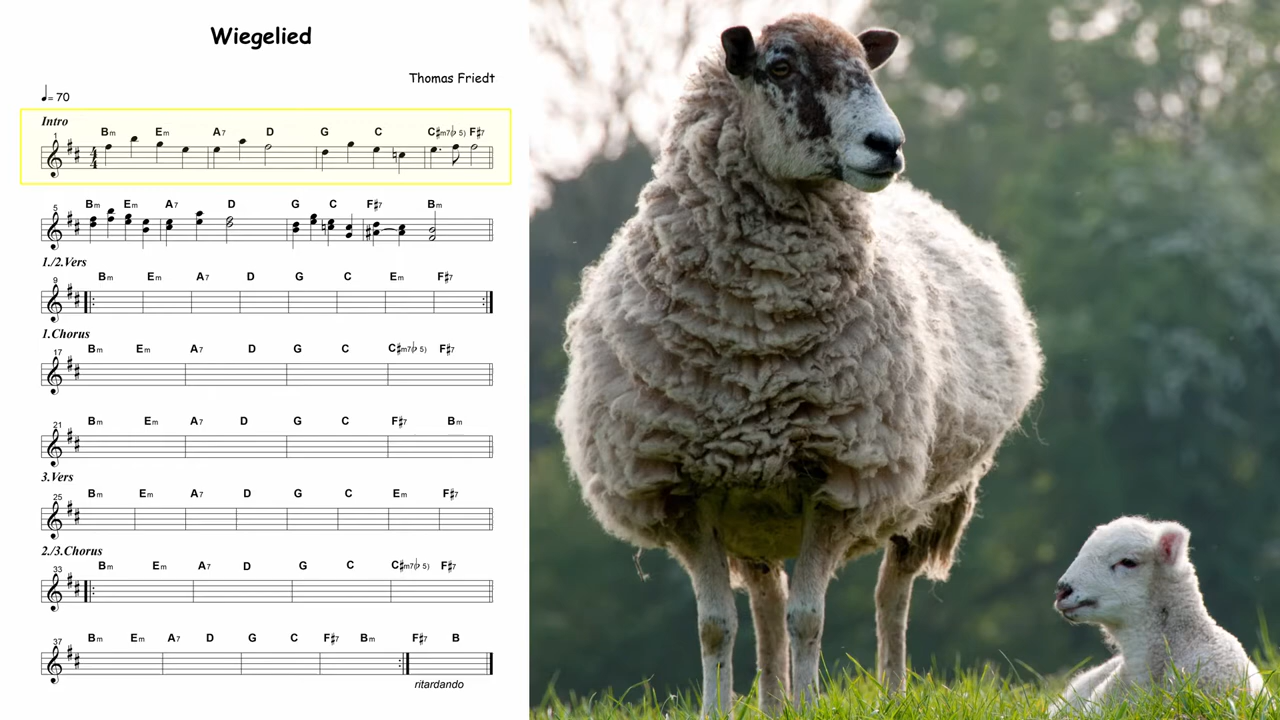 Wiegelied
Thomas Friedt
♩= 70
Intro
1 Bm Em A7 D G C C#m7(b 5) F#7
4
4
5 Bm Em A7 D G C F#7 Bm
1./2.Vers
9 Bm Em A7 D G C Em F#7
1.Chorus
17 Bm Em A7 D G C C#m7(b 5) F#7
21 Bm Em A7 D G C F#7 Bm
3.Vers
25 Bm Em A7 D G C Em F#7
2./3.Chorus
33 Bm Em A7 D G C C#m7(b 5) F#7
37 Bm Em A7 D G C F#7 Bm F#7 B
ritardando